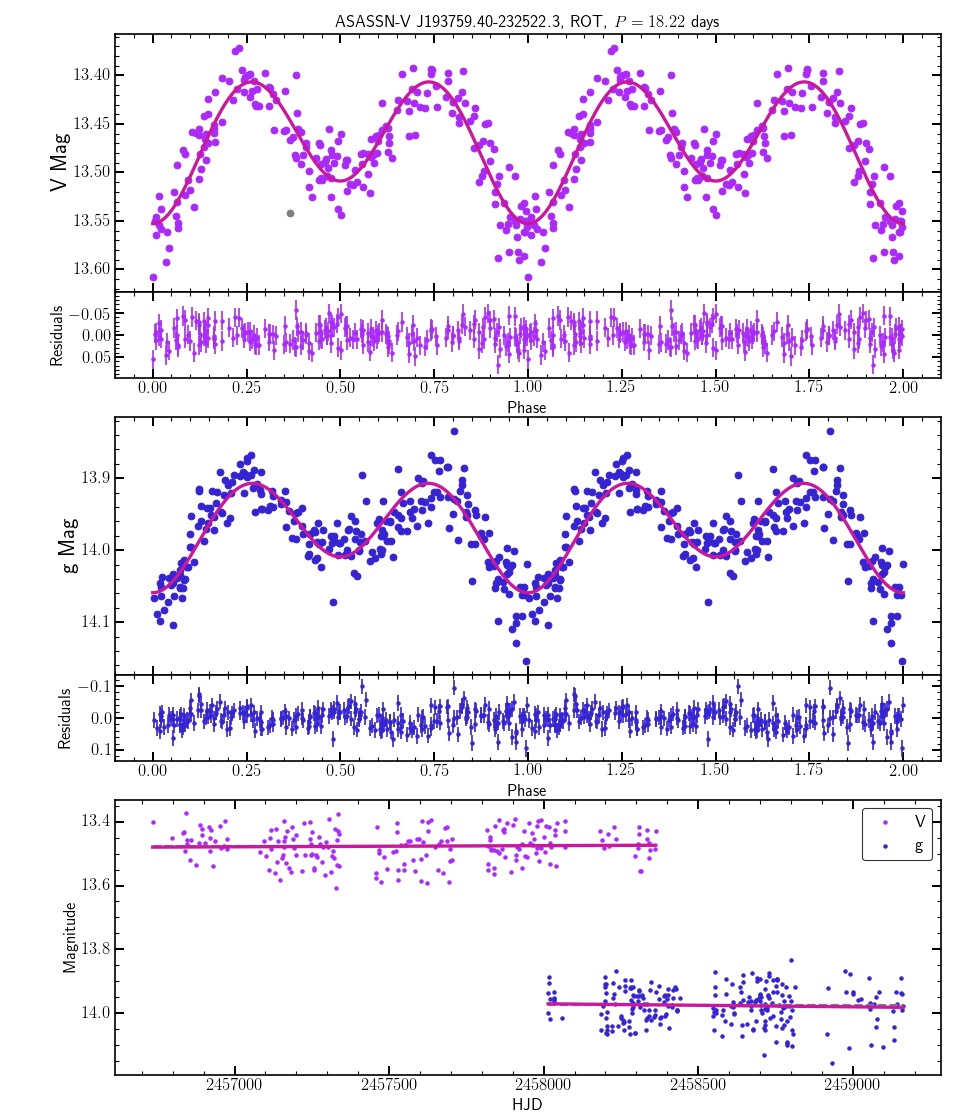 ASASSN-V J193759.40-232522.3, ROT, P = 18.22 days
13.40
13.45
13.50
13.55
13.60
V Mag
−0.05
0.00
0.05
Residuals
0.00 0.25 0.50 0.75 1.00 1.25 1.50 1.75 2.00
Phase
13.9
14.0
14.1
g Mag
−0.1
0.0
0.1
Residuals
0.00 0.25 0.50 0.75 1.00 1.25 1.50 1.75 2.00
Phase
13.4
13.6
13.8
14.0
Magnitude
V
g
2457000 2457500 2458000 2458500 2459000
HJD